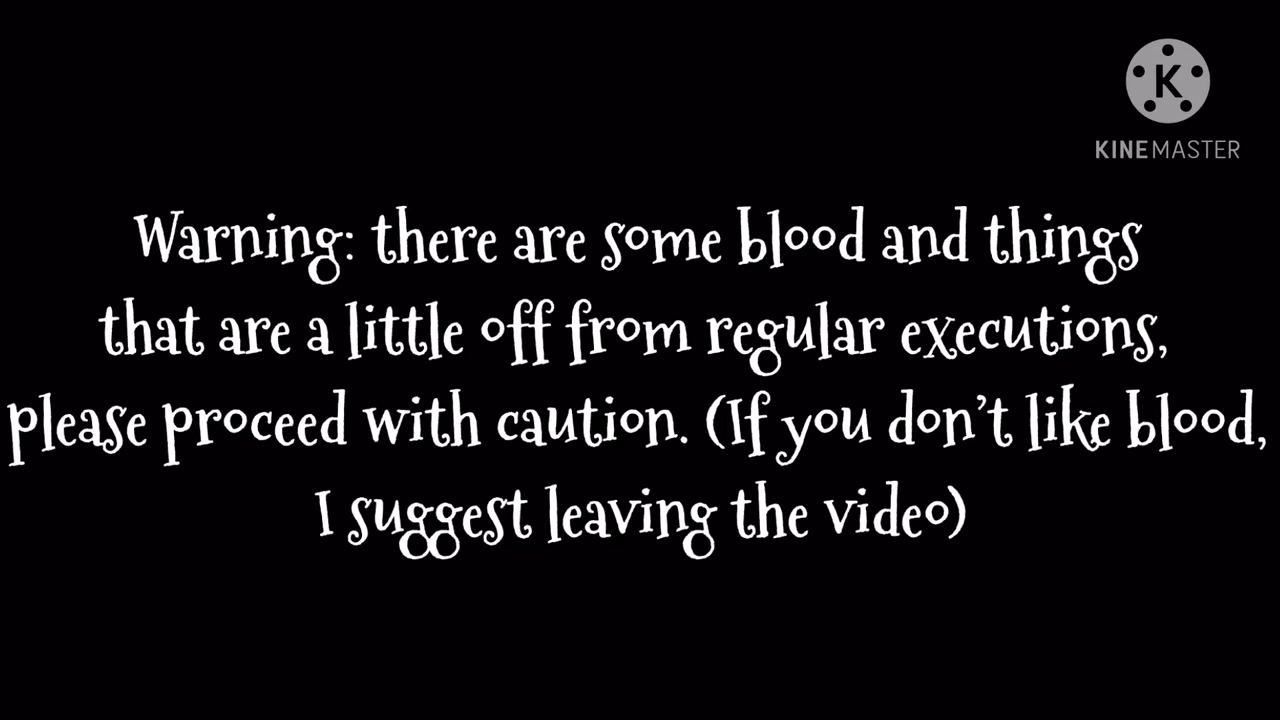 K
KINEMASTER
Warning: there are some blood and things
that are a little off from regular executions,
please proceed with caution. (If you don't like blood,
I suggest leaving the video)